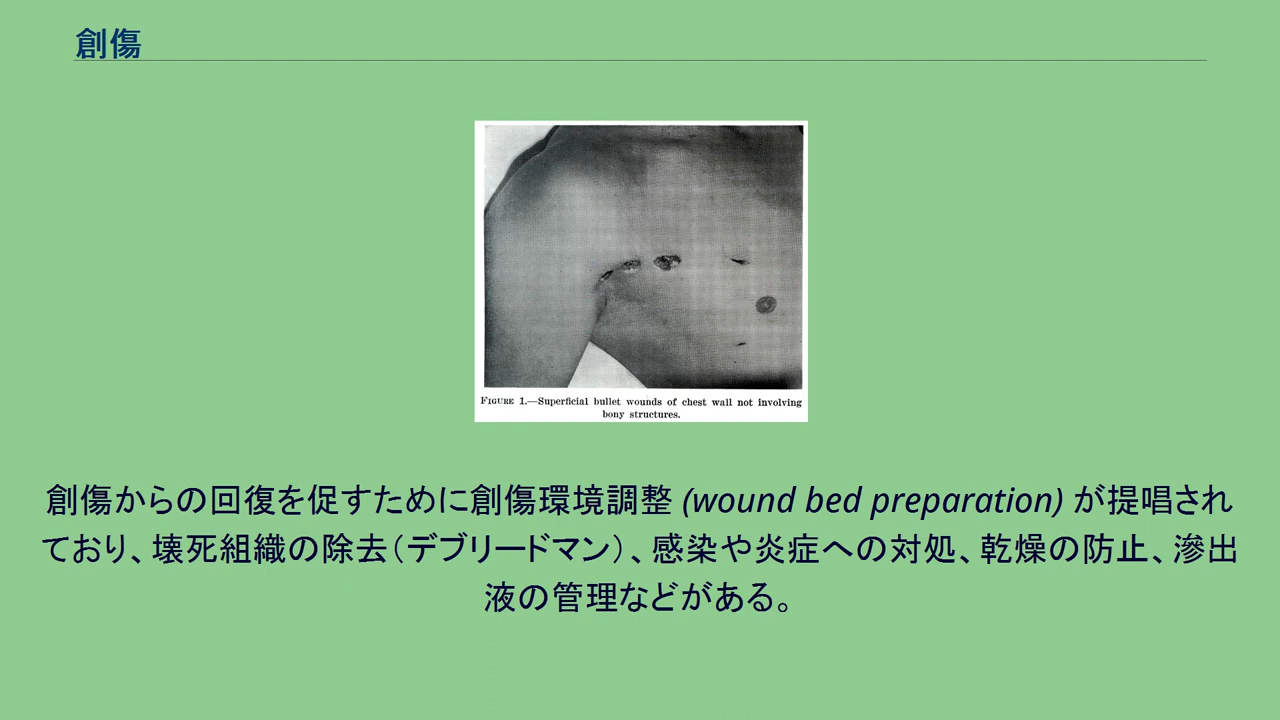 創傷
FIGURE 1.—Superficial bullet wounds of chest wall not involving
bony structures.
創傷からの回復を促すために創傷環境調整 (wound bed preparation) が提唱され
ており、壊死組織の除去（デブリードマン）、感染や炎症への対処、乾燥の防止、滲出
液の管理などがある。